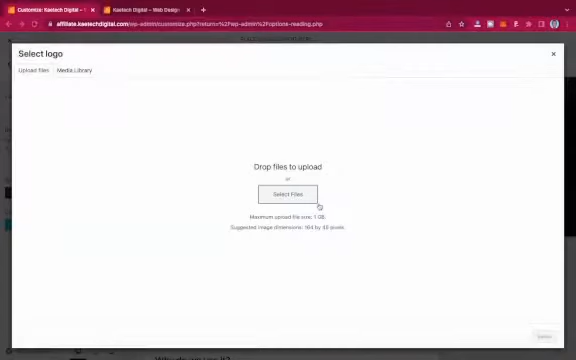 Customize: Kaetech Digital –
Kaetech Digital – Web Design
affiliate.kaetechdigital.com/wp-admin/customize.php?return=%2Fwp-admin%2Foptions-reading.php
Select logo
Upload files
Media Library
Drop files to upload
or
Select Files
Maximum upload file size: 1 GB.
Suggested image dimensions: 164 by 48 pixels.
Select